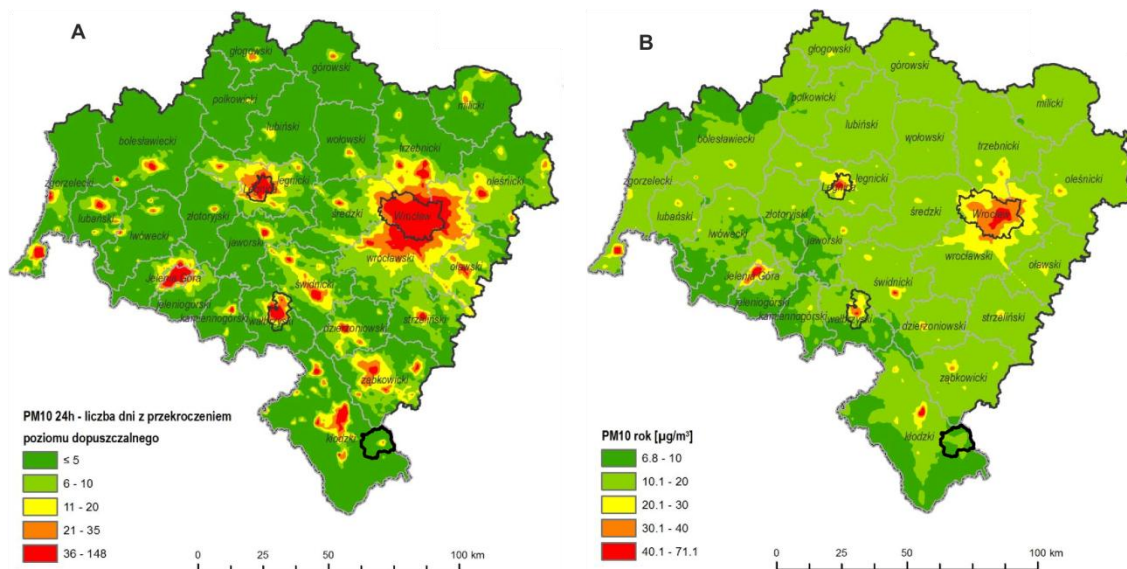 A
głogowski
górowski
milicki
polkowicki
lubiński
bolesławiecki
wołowski
trzebnicki
zgorzelecki
legnicki
Legnica
oleśnicki
lubański
złotoryjski
średzki
Wrocław
lwówecki
jaworski
wrocławski
oławski
Jelenia Góra
świdnicki
jeleniogórski
kamiennogórski
wałbrzyski
strzeliński
dzierżoniowski
ząbkowicki
kłodzki
PM10 24h - liczba dni z przekroczeniem
poziomu dopuszczalnego
≤ 5
6 - 10
11 - 20
21 - 35
36 - 148
0 25 50 100 km
B
głogowski
górowski
milicki
polkowicki
lubiński
bolesławiecki
wołowski
trzebnicki
zgorzelecki
legnicki
Legnica
oleśnicki
lubański
złotoryjski
średzki
Wrocław
lwówecki
jaworski
wrocławski
oławski
Jelenia Góra
świdnicki
jeleniogórski
kamiennogórski
wałbrzyski
strzeliński
dzierżoniowski
ząbkowicki
kłodzki
PM10 rok [µg/m³]
6.8 - 10
10.1 - 20
20.1 - 30
30.1 - 40
40.1 - 71.1
0 25 50 100 km